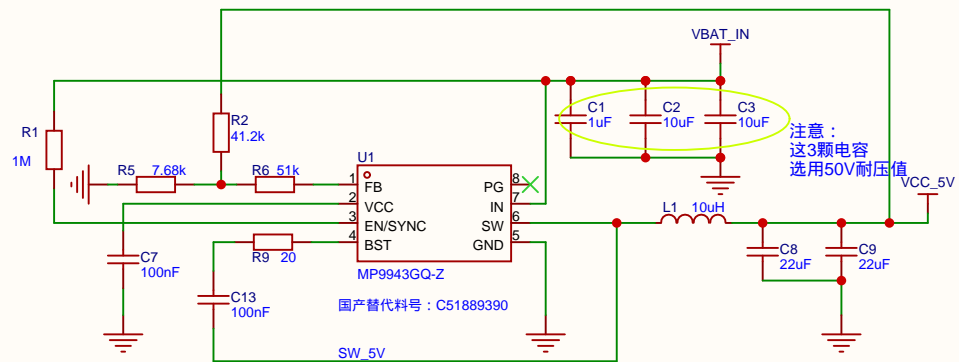 VBAT_IN
R1
1M
R2
41.2k
C1
1uF
C2
10uF
C3
10uF
注意：
这3颗电容
选用50V耐压值
R5 7.68k
R6 51k
U1
1 FB
2 VCC
3 EN/SYNC
4 BST
PG 8
IN 7
SW 6
GND 5
MP9943GQ-Z
国产替代料号：C51889390
VCC_5V
L1 10uH
C7
100nF
R9 20
C13
100nF
C8
22uF
C9
22uF
SW_5V